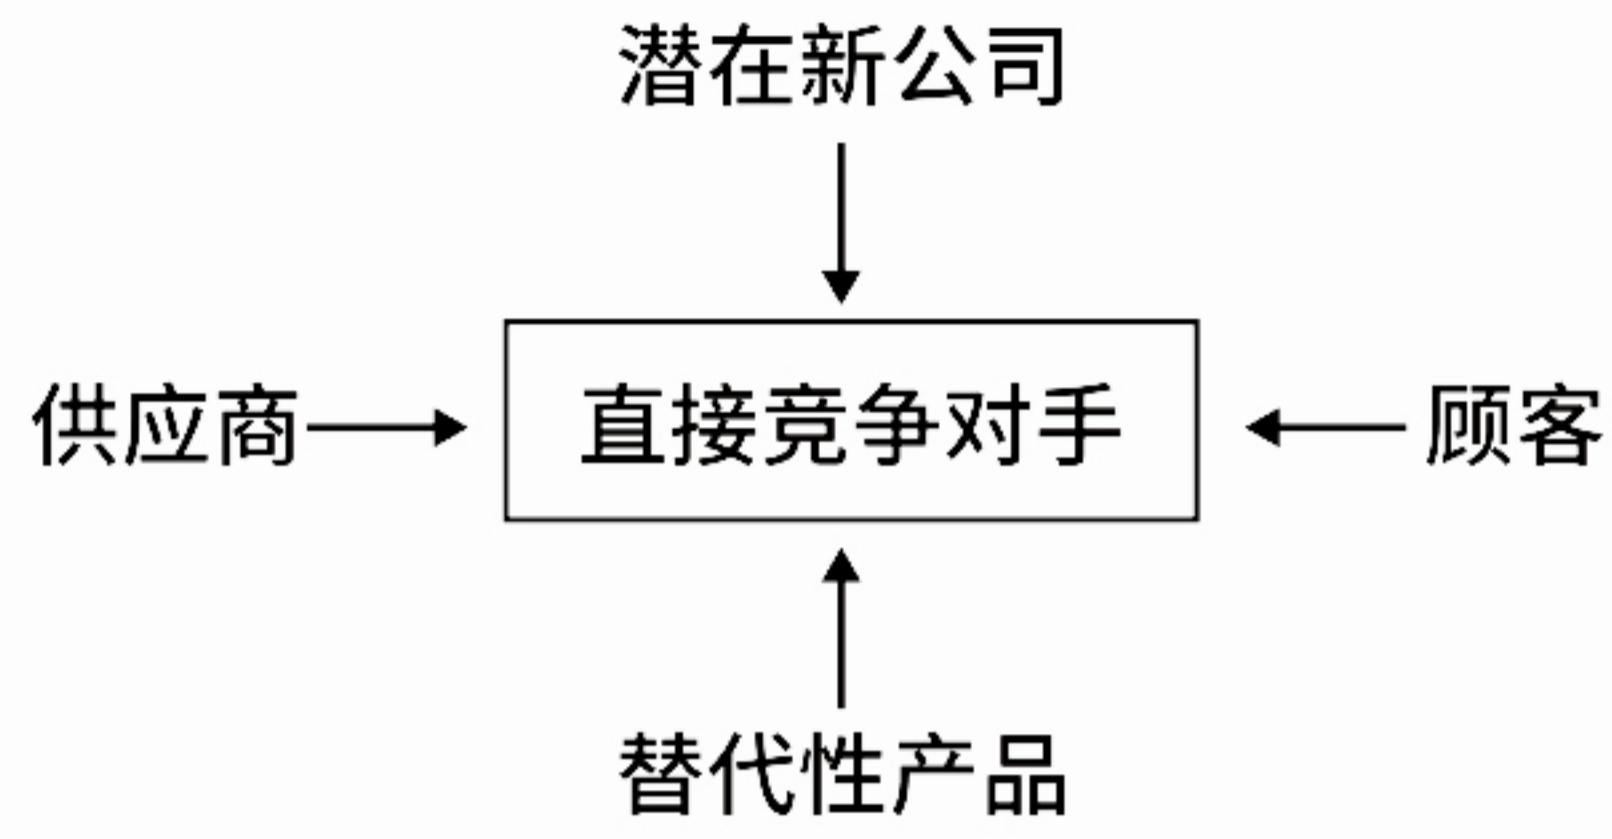 潜在新公司
供应商
直接竞争对手
顾客
替代性产品